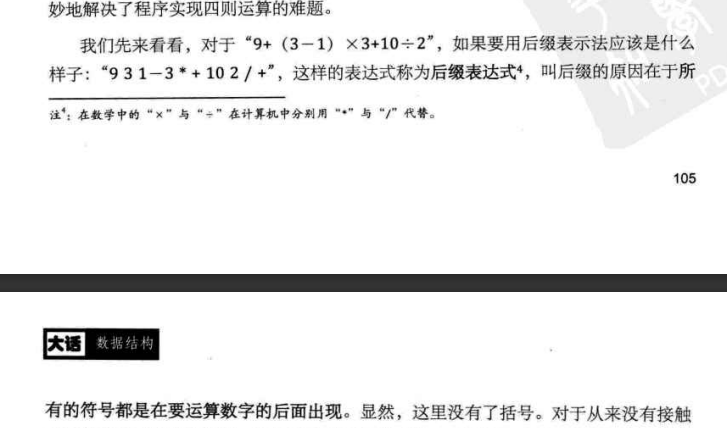 妙地解决了程序实现四则运算的难题。
我们先来看看，对于“9+（3－1）×3+10÷2”，如果要用后缀表示法应该是什么
样子：“9 3 1－3 * + 10 2 / +”，这样的表达式称为后缀表达式⁴，叫后缀的原因在于所
注⁴：在数学中的“×”与“÷”在计算机中分别用“*”与“/”代替。
105
大话 数据结构
有的符号都是在要运算数字的后面出现。显然，这里没有了括号。对于从来没有接触